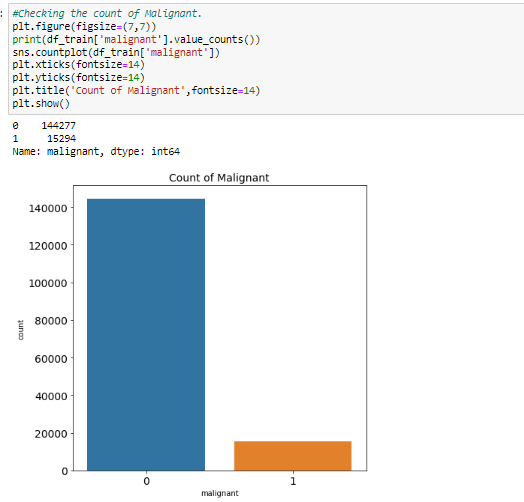 :
#Checking the count of Malignant.
plt.figure(figsize=(7,7))
print(df_train['malignant'].value_counts())
sns.countplot(df_train['malignant'])
plt.xticks(fontsize=14)
plt.yticks(fontsize=14)
plt.title('Count of Malignant',fontsize=14)
plt.show()
0    144277
1     15294
Name: malignant, dtype: int64
Count of Malignant
140000
120000
100000
80000
60000
40000
20000
0
count
0 1
malignant